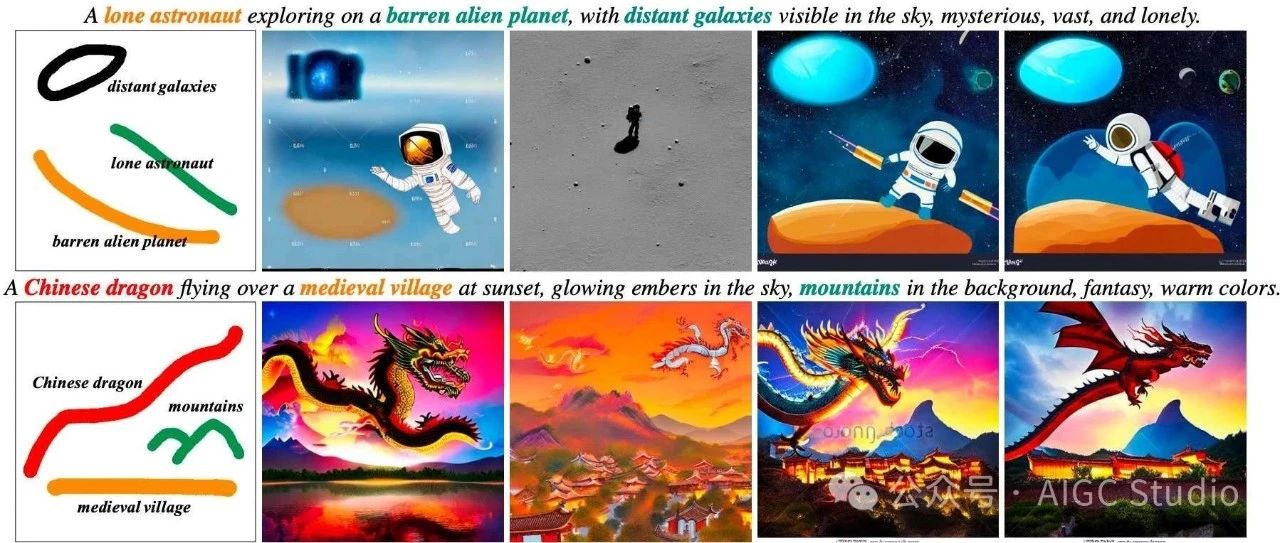 A lone astronaut exploring on a barren alien planet, with distant galaxies visible in the sky, mysterious, vast, and lonely.
distant galaxies
lone astronaut
barren alien planet
A Chinese dragon flying over a medieval village at sunset, glowing embers in the sky, mountains in the background, fantasy, warm colors.
Chinese dragon
mountains
medieval village
公众号 · AIGC Studio